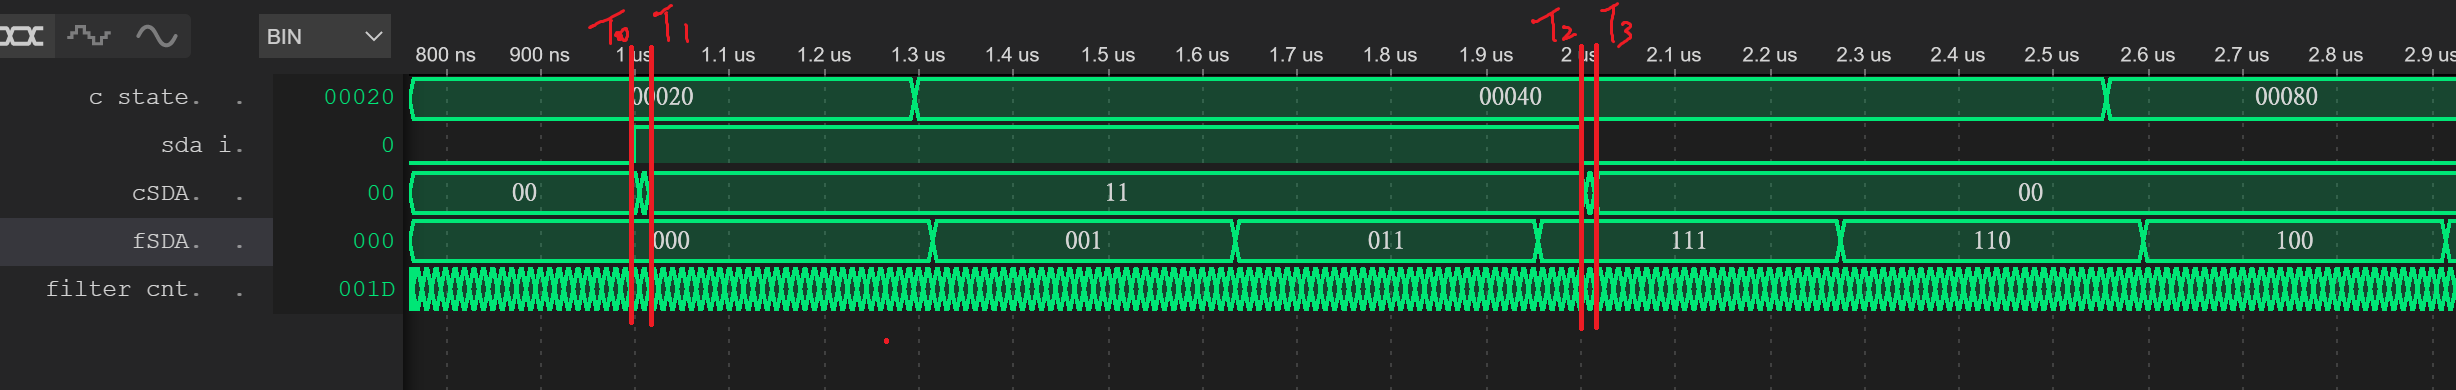 T0 T1 T2 T3
BIN 800 ns 900 ns 1 us 1.1 us 1.2 us 1.3 us 1.4 us 1.5 us 1.6 us 1.7 us 1.8 us 1.9 us 2 us 2.1 us 2.2 us 2.3 us 2.4 us 2.5 us 2.6 us 2.7 us 2.8 us 2.9 us
c state. . 00020 00020 00040 00080
sda i. 0
cSDA. . 00 00 11 00
fSDA. . 000 000 001 011 111 110 100
filter cnt. . 001D